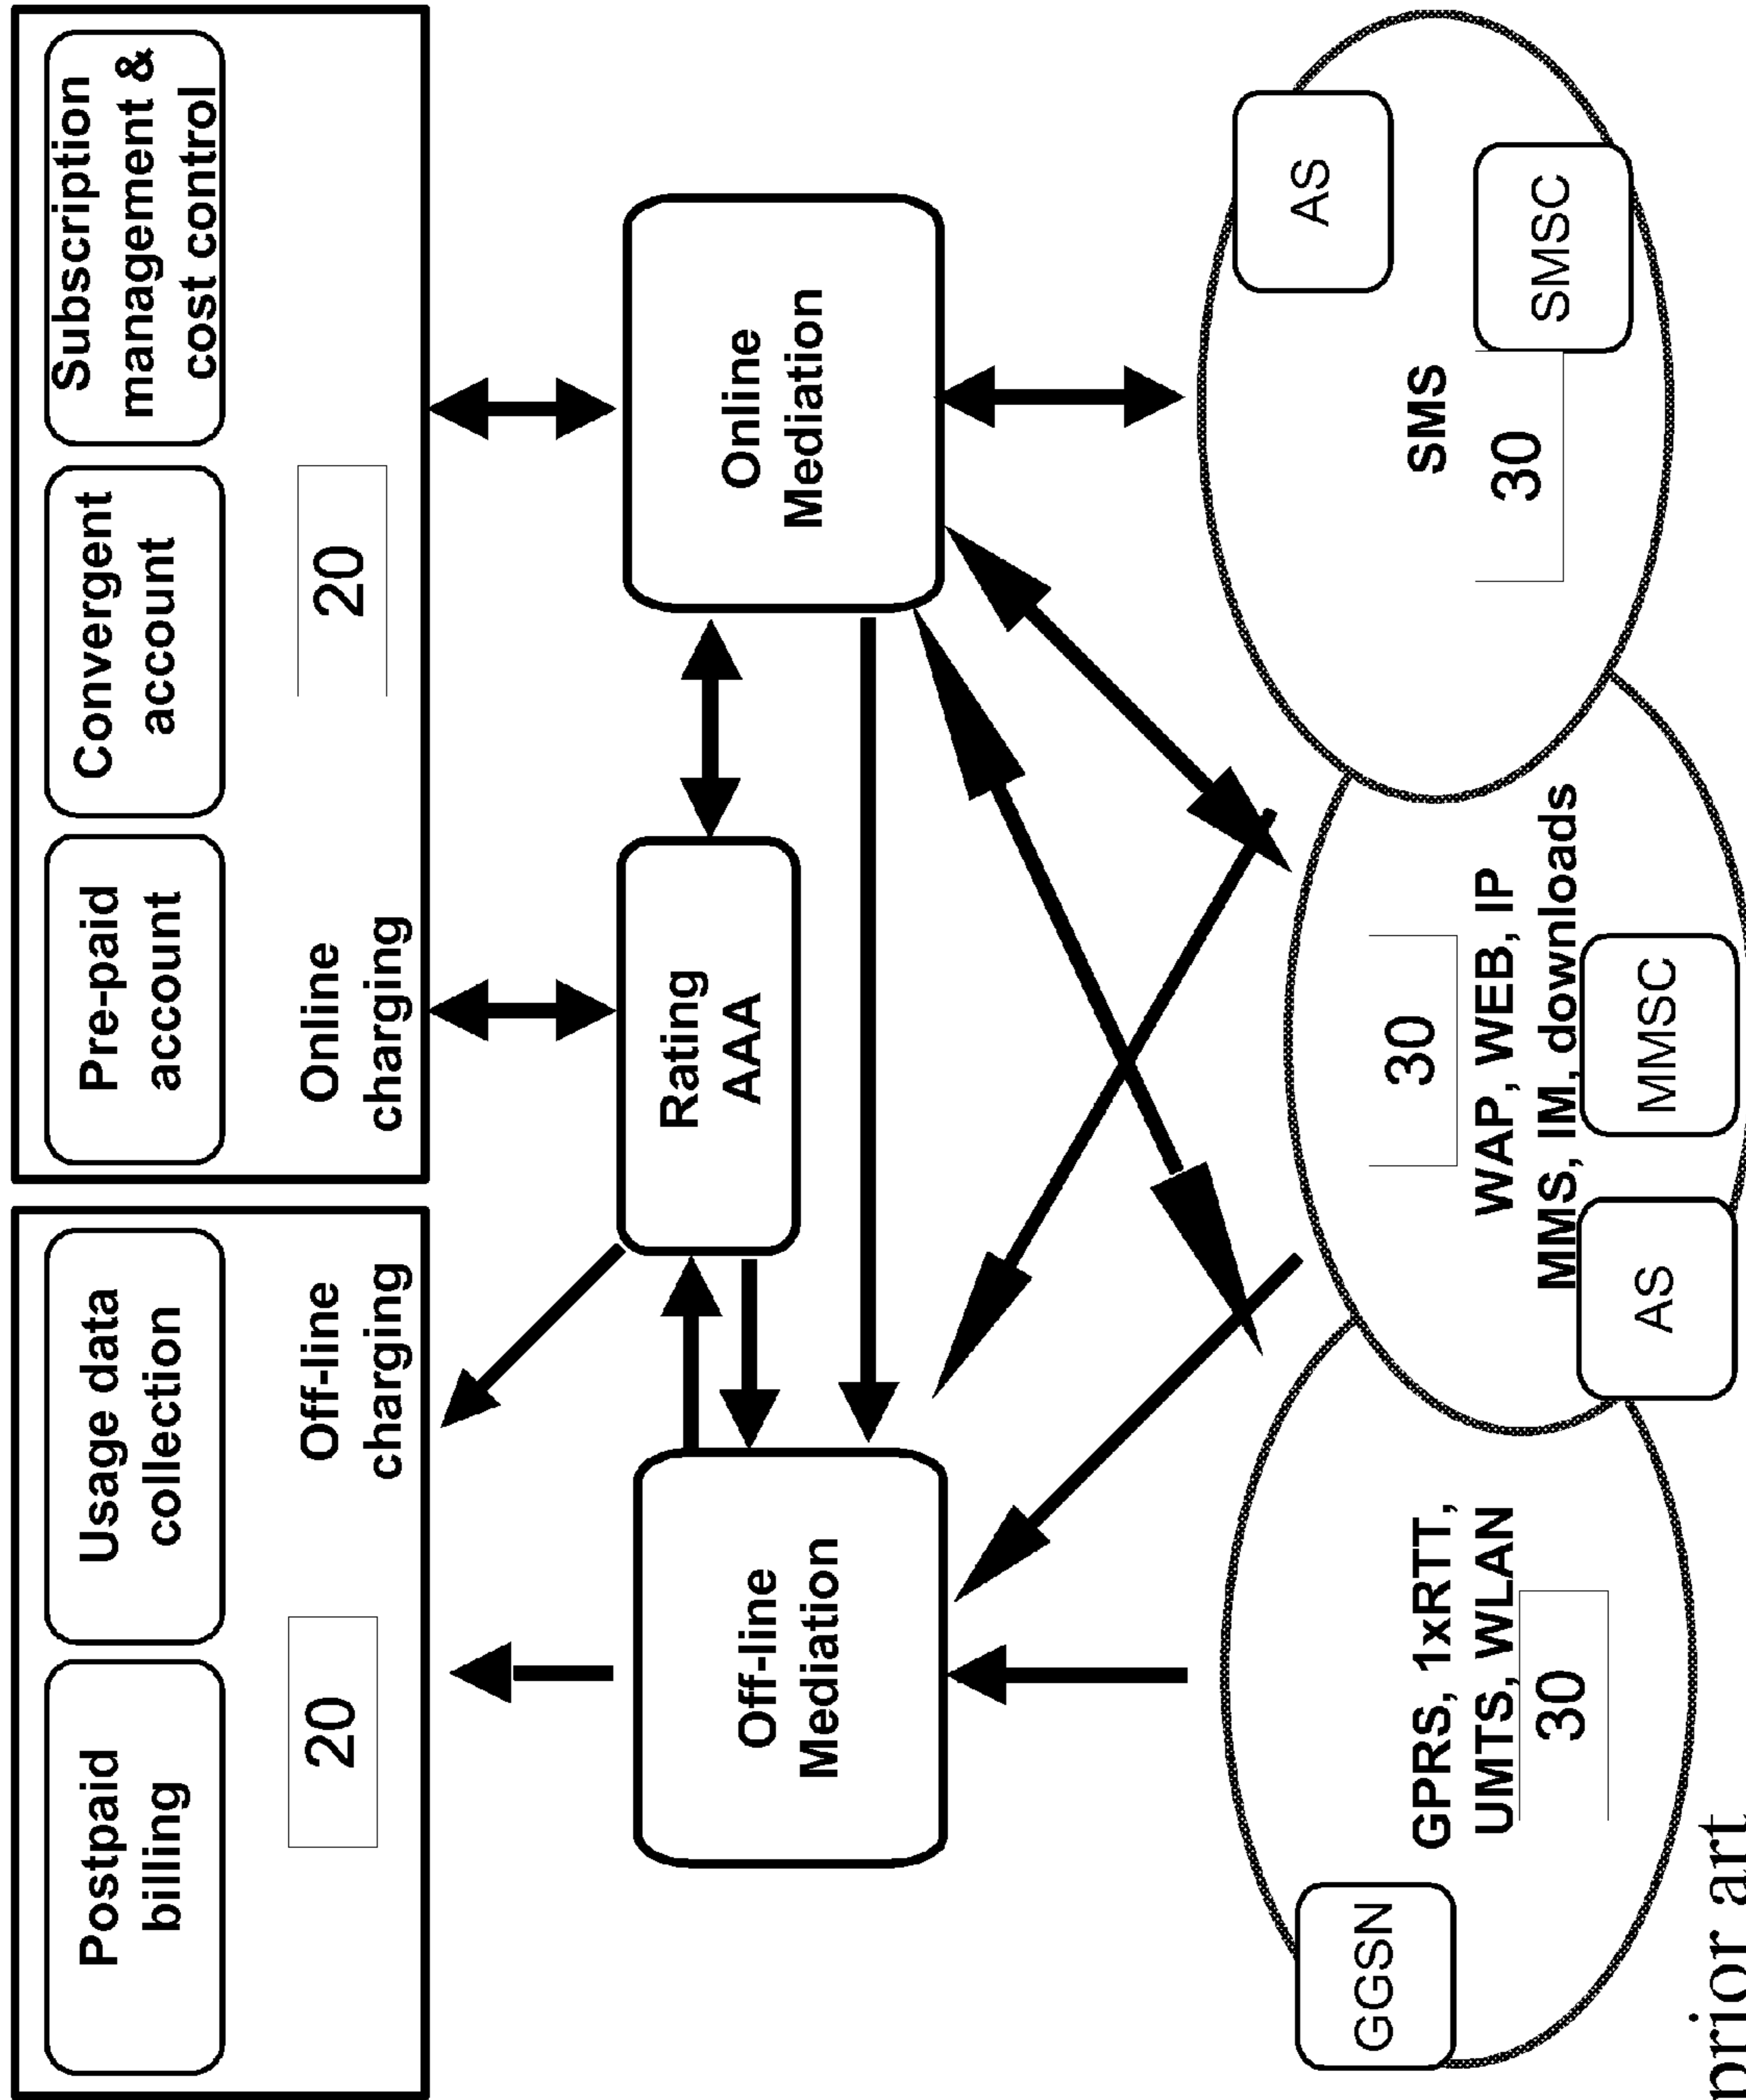 Postpaid
billing
Usage data
collection
20
Off-line
charging
Pre-paid
account
Convergent
account
Subscription
management &
cost control
Online
charging
20
Off-line
Mediation
Rating
AAA
Online
Mediation
GGSN
GPRS, 1xRTT,
UMTS, WLAN
30
30
WAP, WEB, IP
MMS, IM, downloads
AS
MMSC
SMS
30
AS
SMSC
prior art